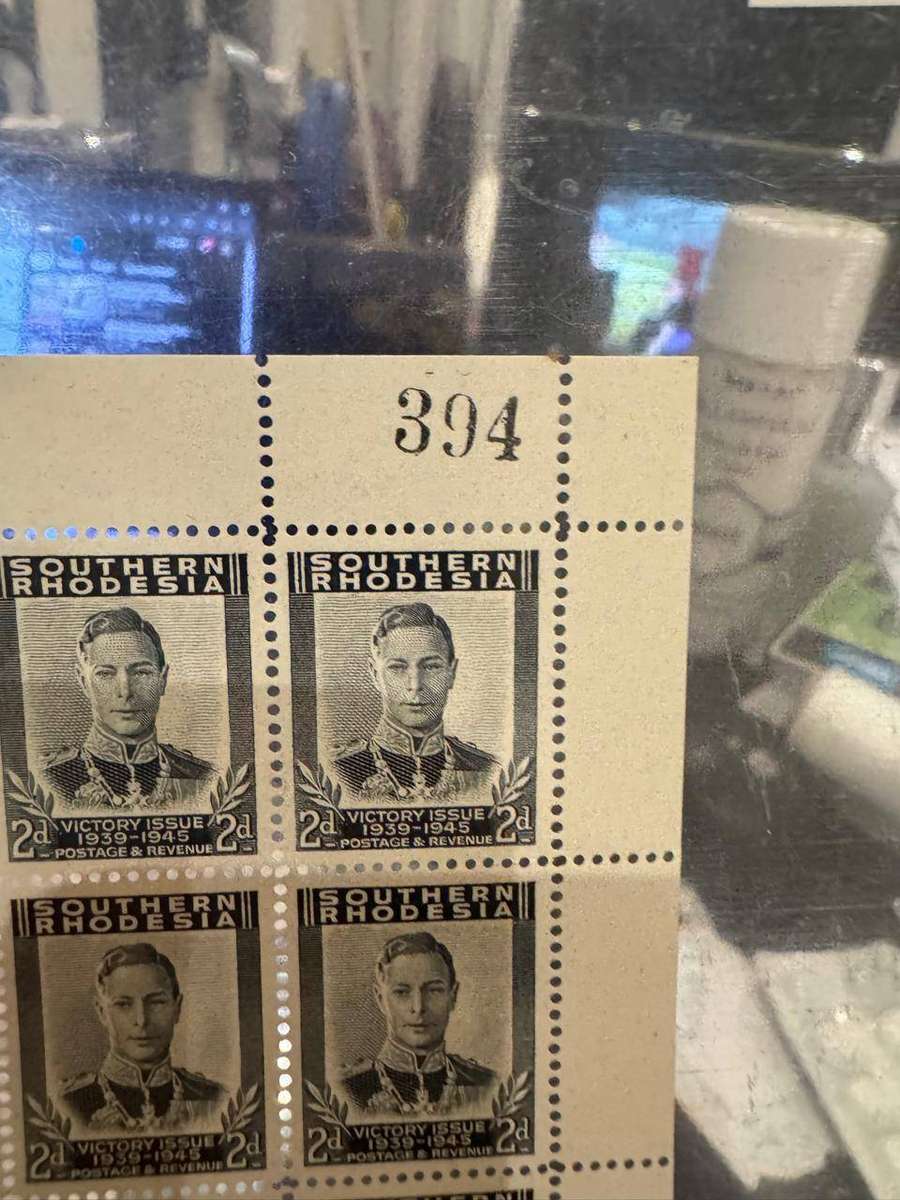 394
SOUTHERN
RHODESIA
2d
VICTORY ISSUE
1939-1945
POSTAGE & REVENUE
2d
SOUTHERN
RHODESIA
2d
VICTORY ISSUE
1939-1945
POSTAGE & REVENUE
2d
SOUTHERN
RHODESIA
2d
VICTORY ISSUE
1939-1945
POSTAGE & REVENUE
2d
SOUTHERN
RHODESIA
2d
VICTORY ISSUE
1939-1945
POSTAGE & REVENUE
2d
SOUTHERN